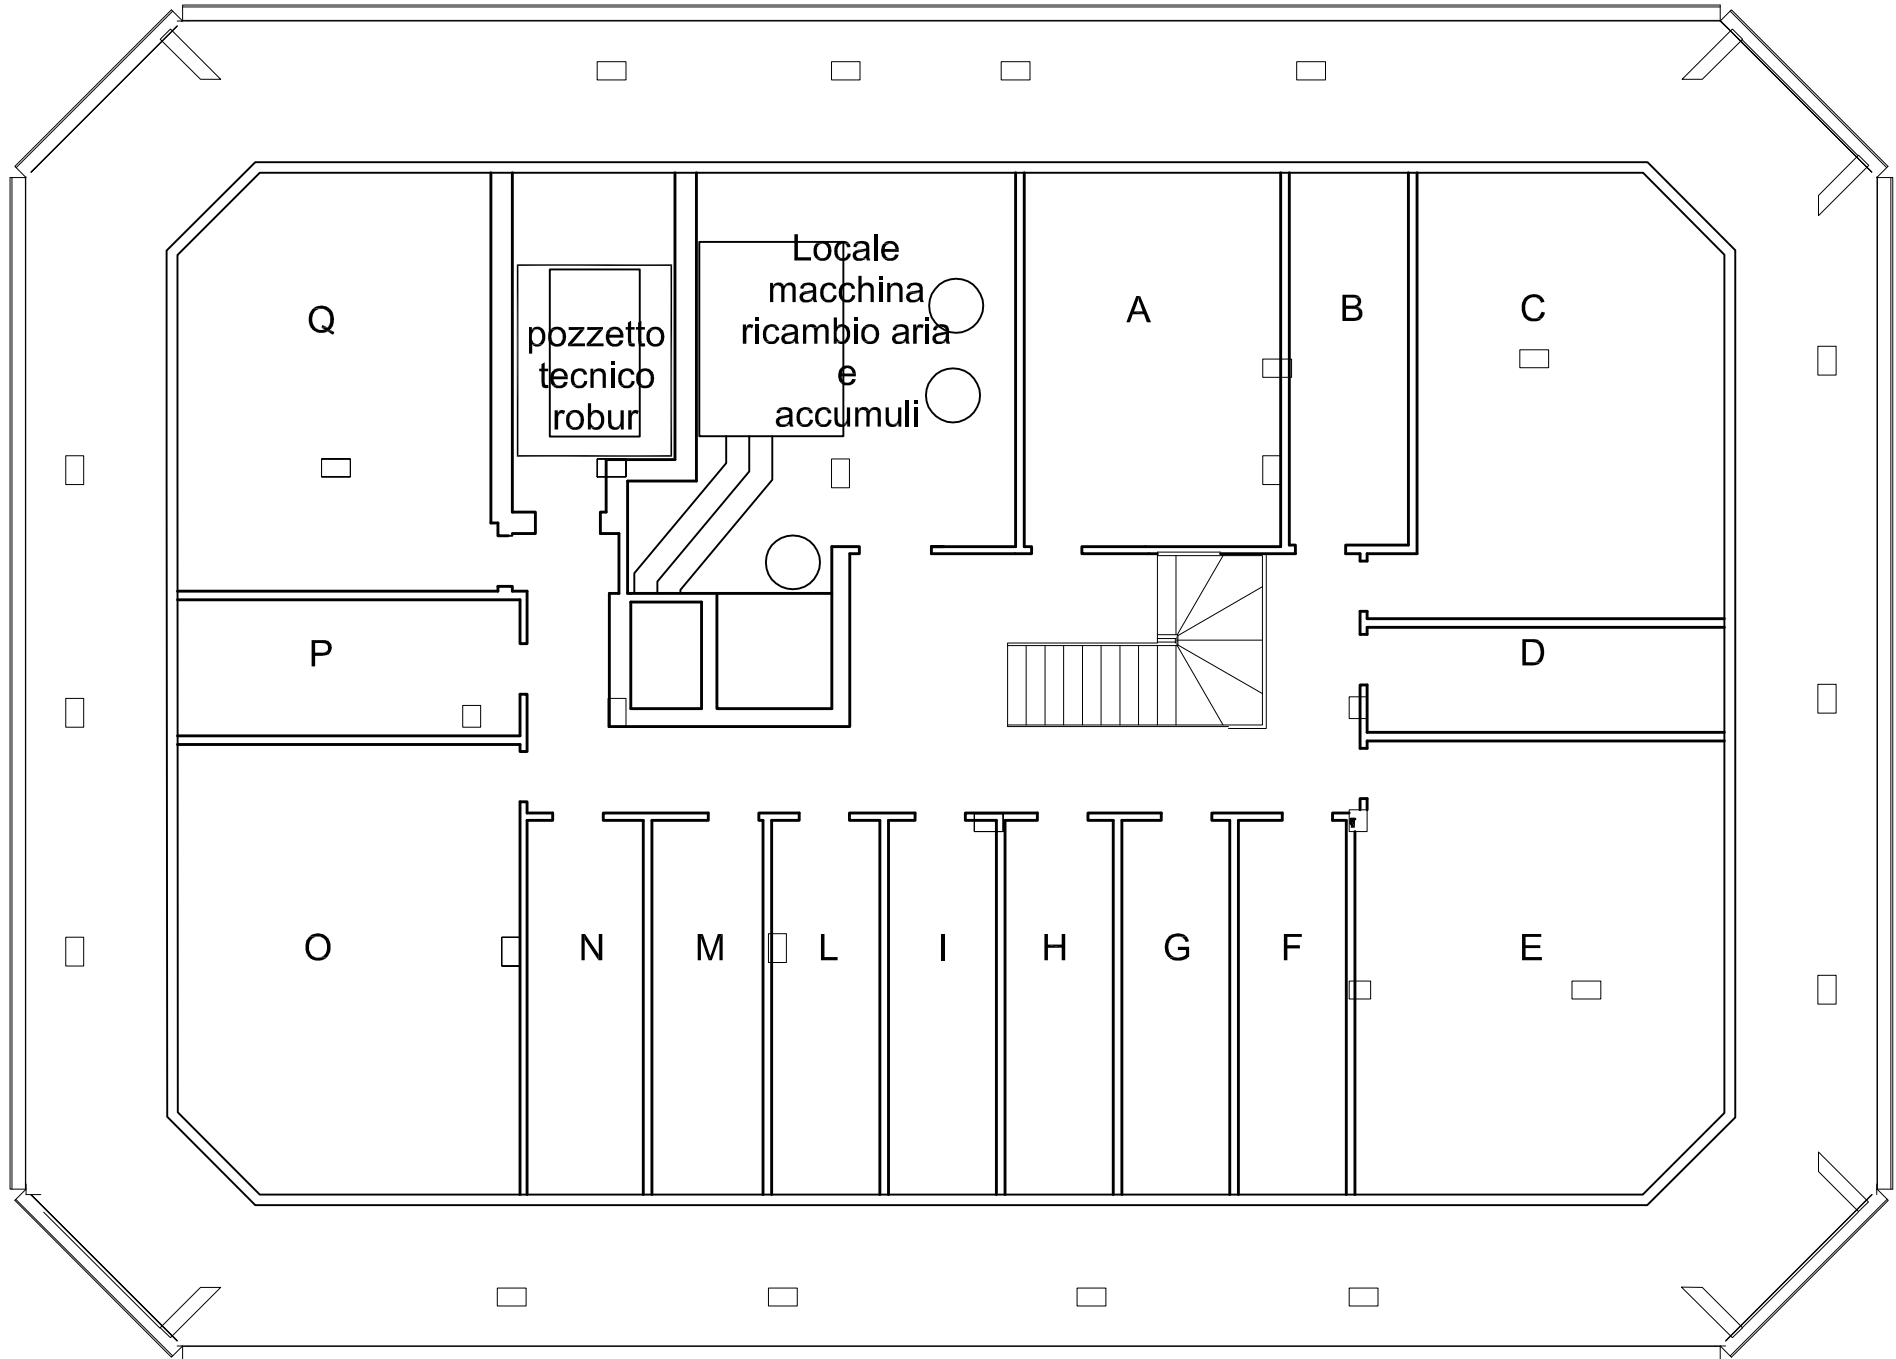 Locale
macchina
ricambio aria
e
accumuli
pozzetto
tecnico
robur
Q
A
B
C
P
D
O
N
M
L
I
H
G
F
E